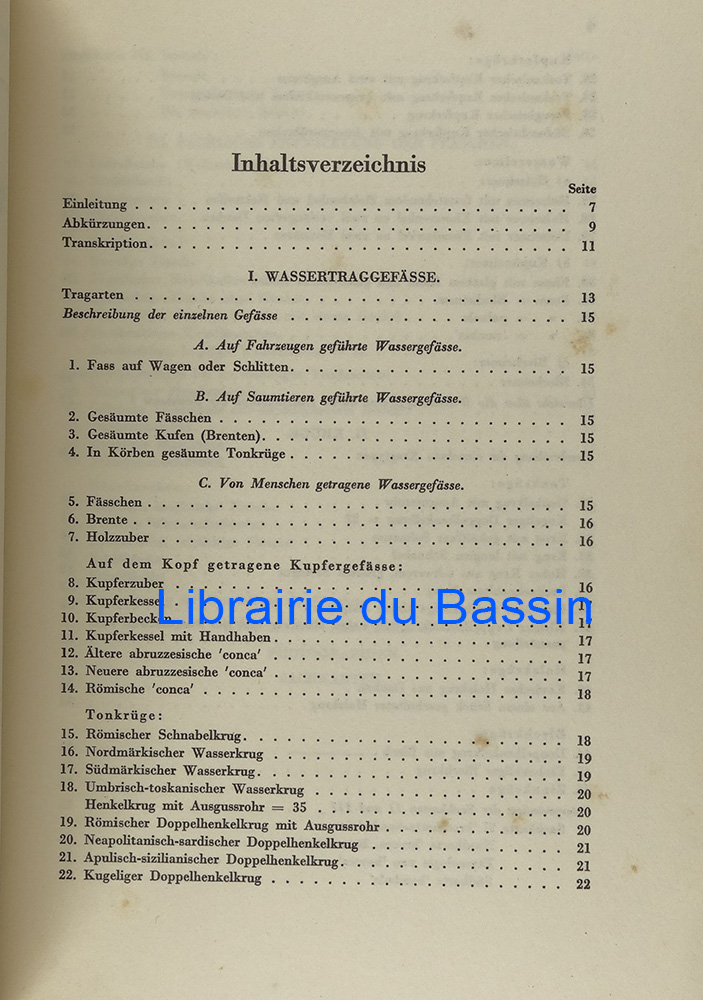 Inhaltsverzeichnis
Seite
Einleitung . . . . . . . . . . . . . . . . . . . . . . . . . . . . . . . 7
Abkürzungen. . . . . . . . . . . . . . . . . . . . . . . . . . . . . . 9
Transkription. . . . . . . . . . . . . . . . . . . . . . . . . . . . . . 11
I. WASSERTRAGGEFÄSSE.
Tragarten . . . . . . . . . . . . . . . . . . . . . . . . . . . . . . . 13
Beschreibung der einzelnen Gefässe . . . . . . . . . . . . . . . . . . . . 15
A. Auf Fahrzeugen geführte Wassergefässe.
1. Fass auf Wagen oder Schlitten. . . . . . . . . . . . . . . . . . . . . 15
B. Auf Saumtieren geführte Wassergefässe.
2. Gesäumte Fässchen . . . . . . . . . . . . . . . . . . . . . . . . . 15
3. Gesäumte Kufen (Brenten). . . . . . . . . . . . . . . . . . . . . . 15
4. In Körben gesäumte Tonkrüge . . . . . . . . . . . . . . . . . . . . 15
C. Von Menschen getragene Wassergefässe.
5. Fässchen . . . . . . . . . . . . . . . . . . . . . . . . . . . . . . 15
6. Brente . . . . . . . . . . . . . . . . . . . . . . . . . . . . . . . 16
7. Holzzuber . . . . . . . . . . . . . . . . . . . . . . . . . . . . . 16
Auf dem Kopf getragene Kupfergefässe:
8. Kupferzuber . . . . . . . . . . . . . . . . . . . . . . . . . . . . 16
9. Kupferkessel
10. Kupferbecken
Librairie du Bassin
11. Kupferkessel mit Handhaben . . . . . . . . . . . . . . . . . . . . . 17
12. Ältere abruzzesische 'conca' . . . . . . . . . . . . . . . . . . . . . 17
13. Neuere abruzzesische 'conca' . . . . . . . . . . . . . . . . . . . . . 17
14. Römische 'conca' . . . . . . . . . . . . . . . . . . . . . . . . . . 18
Tonkrüge:
15. Römischer Schnabelkrug. . . . . . . . . . . . . . . . . . . . . . . 18
16. Nordmärkischer Wasserkrug . . . . . . . . . . . . . . . . . . . . . 19
17. Südmärkischer Wasserkrug. . . . . . . . . . . . . . . . . . . . . . 19
18. Umbrisch-toskanischer Wasserkrug . . . . . . . . . . . . . . . . . . 20
Henkelkrug mit Ausgussrohr = 35 . . . . . . . . . . . . . . . . . . 20
19. Römischer Doppelhenkelkrug mit Ausgussrohr . . . . . . . . . . . . . 20
20. Neapolitanisch-sardischer Doppelhenkelkrug . . . . . . . . . . . . . . 21
21. Apulisch-sizilianischer Doppelhenkelkrug. . . . . . . . . . . . . . . . 21
22. Kugeliger Doppelhenkelkrug . . . . . . . . . . . . . . . . . . . . . 22